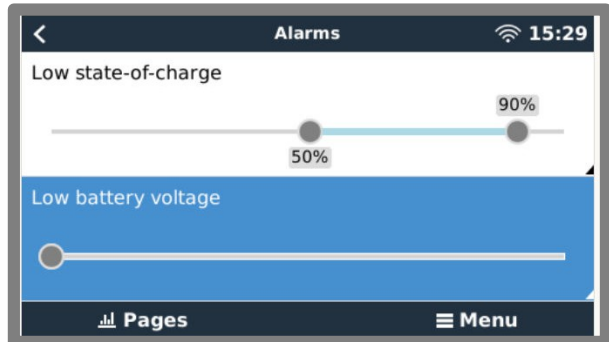 Alarms 15:29
Low state-of-charge
90%
50%
Low battery voltage
Pages Menu